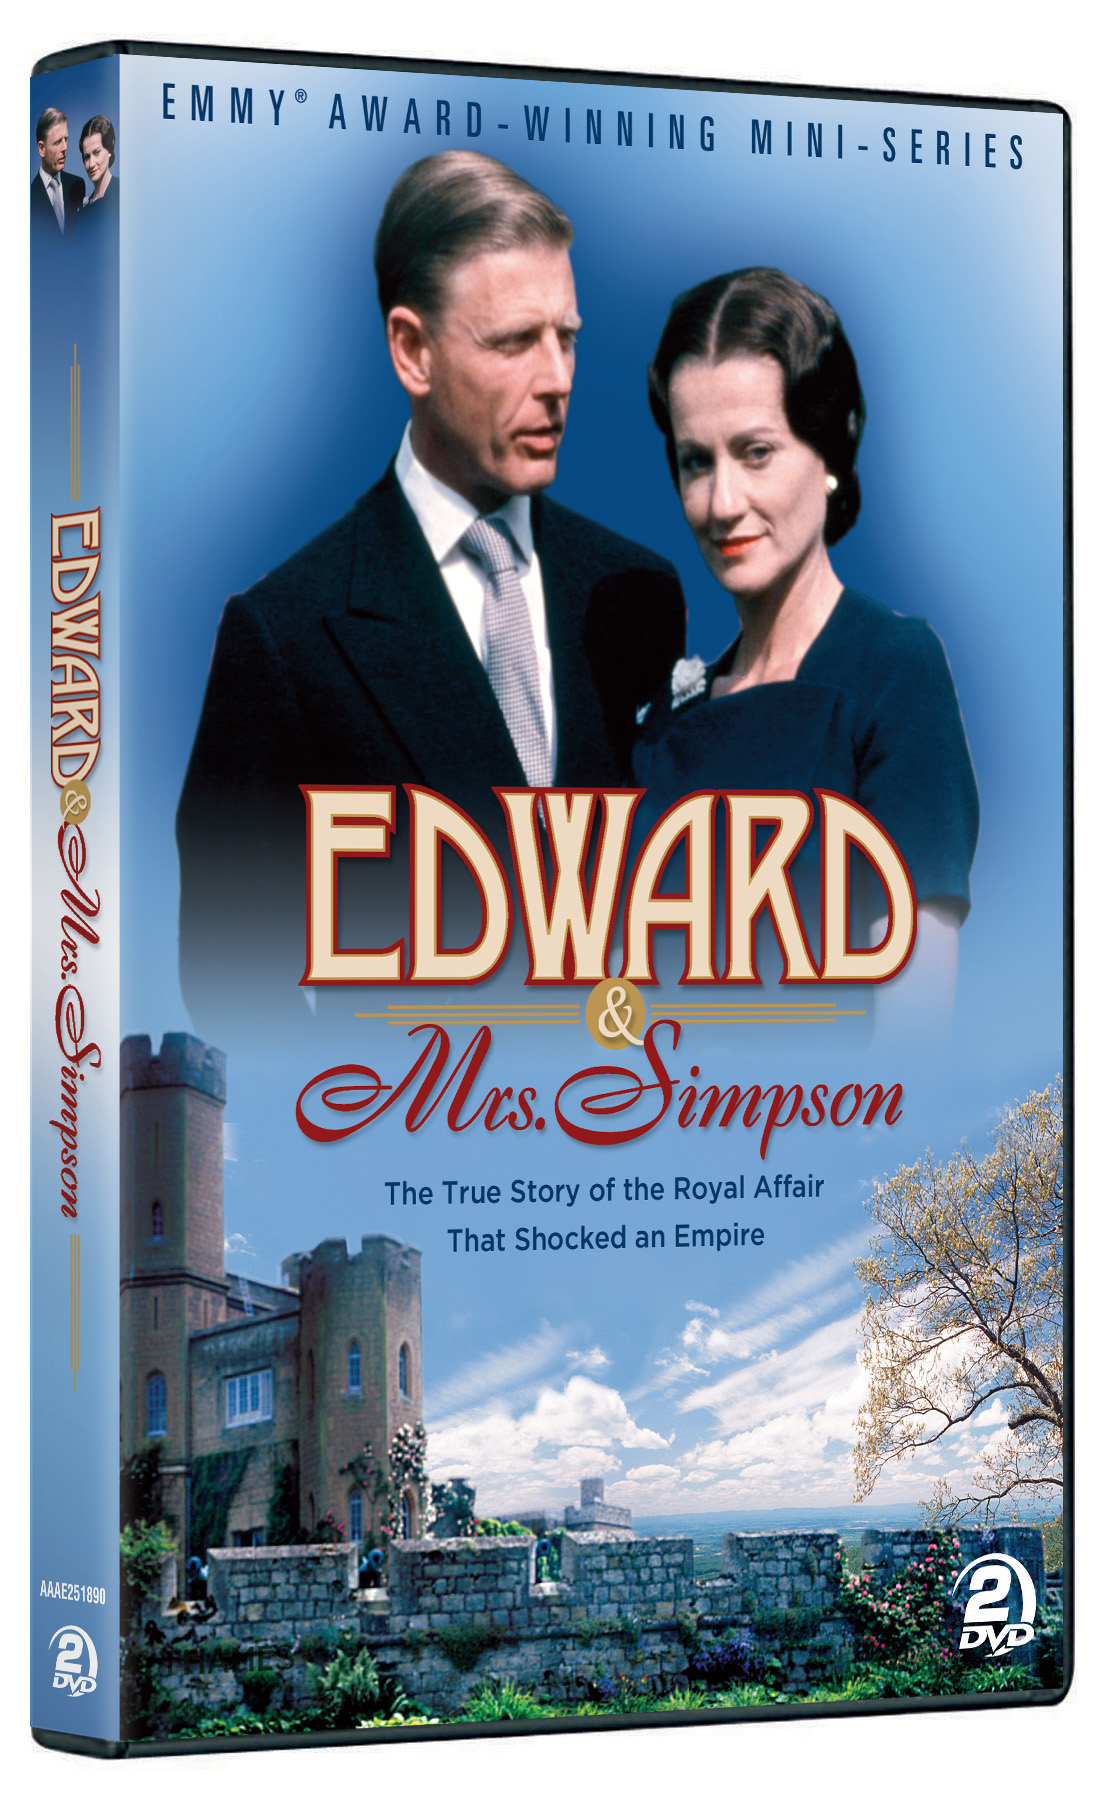 EMMY® AWARD-WINNING MINI-SERIES
EDWARD
&
Mrs. Simpson
The True Story of the Royal Affair
That Shocked an Empire
2
DVD
THAMES
EDWARD & Mrs. Simpson
AAAE251890
2
DVD